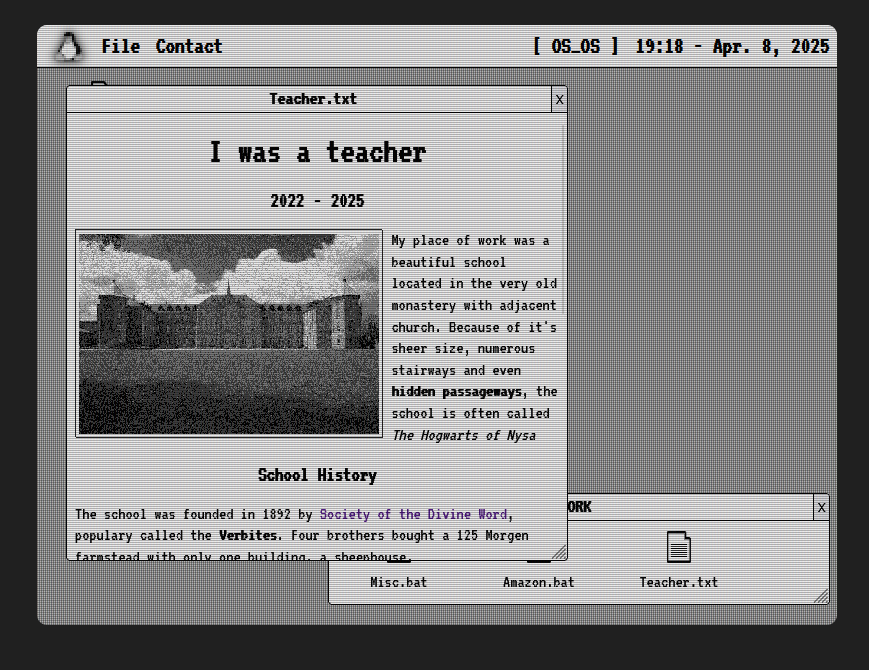 File Contact [ OS_OS ] 19:18 - Apr. 8, 2025
Teacher.txt X
I was a teacher
2022 - 2025
My place of work was a
beautiful school
located in the very old
monastery with adjacent
church. Because of it's
sheer size, numerous
stairways and even
hidden passageways, the
school is often called
The Hogwarts of Nysa
School History
The school was founded in 1892 by Society of the Divine Word,
populary called the Verbites. Four brothers bought a 125 Morgen
farmstead with only one building, a sheephouse.
ORK X
Misc.bat Amazon.bat Teacher.txt